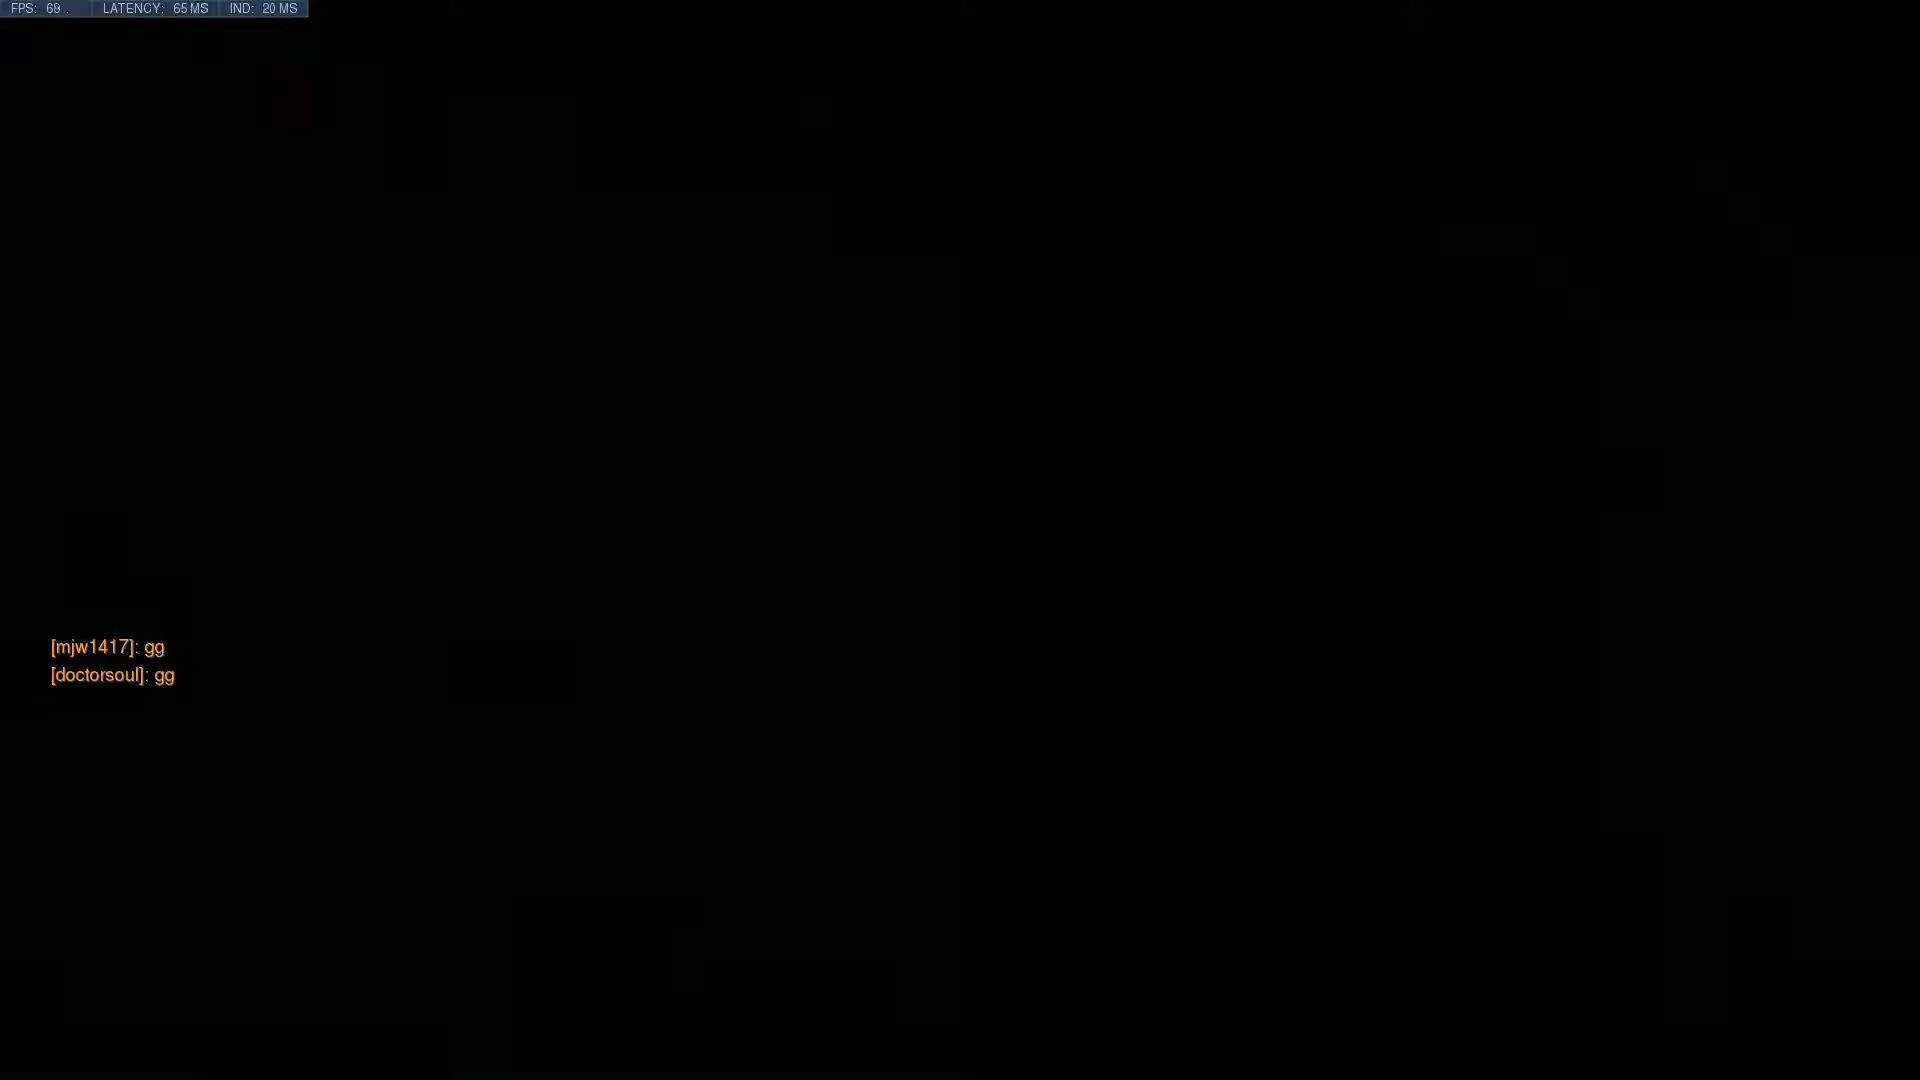 FPS: 69 . LATENCY: 65 MS IND: 20 MS
[mjw1417]: gg
[doctorsoul]: gg